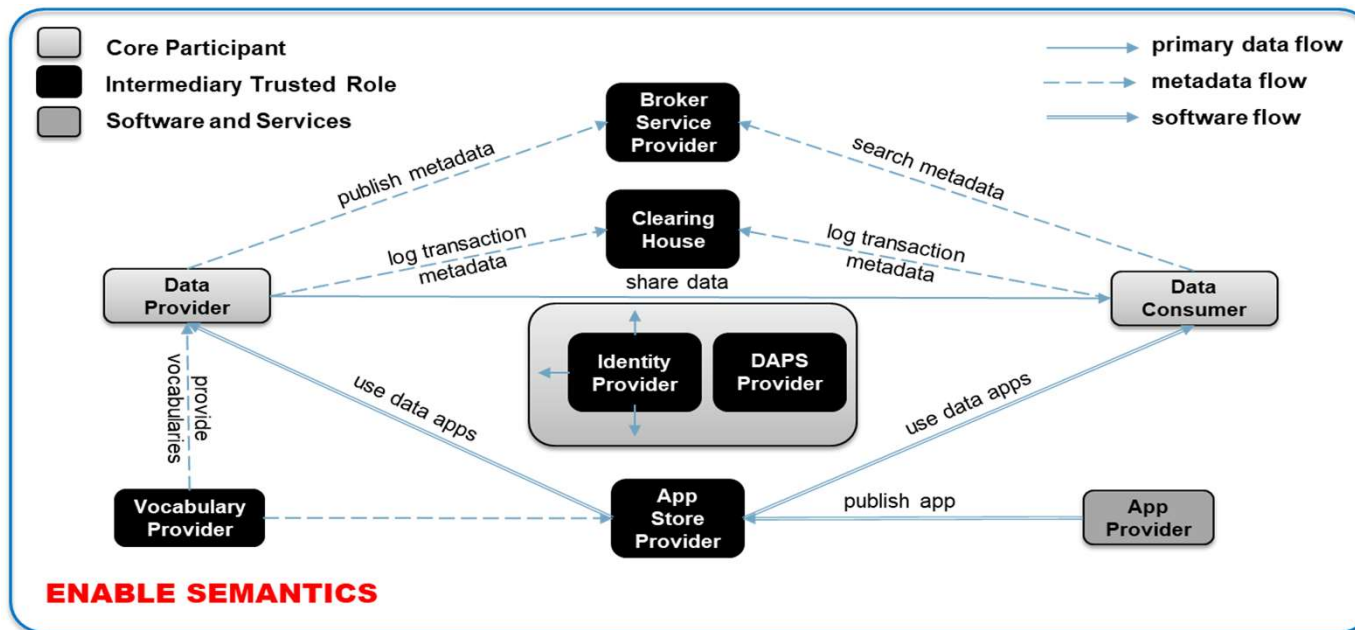 Core Participant
Intermediary Trusted Role
Software and Services
primary data flow
metadata flow
software flow
Broker
Service
Provider
publish metadata
search metadata
Clearing
House
log transaction
metadata
log transaction
metadata
share data
Data
Provider
Data
Consumer
Identity
Provider
DAPS
Provider
provide
vocabularies
use data apps
use data apps
Vocabulary
Provider
App
Store
Provider
publish app
App
Provider
ENABLE SEMANTICS